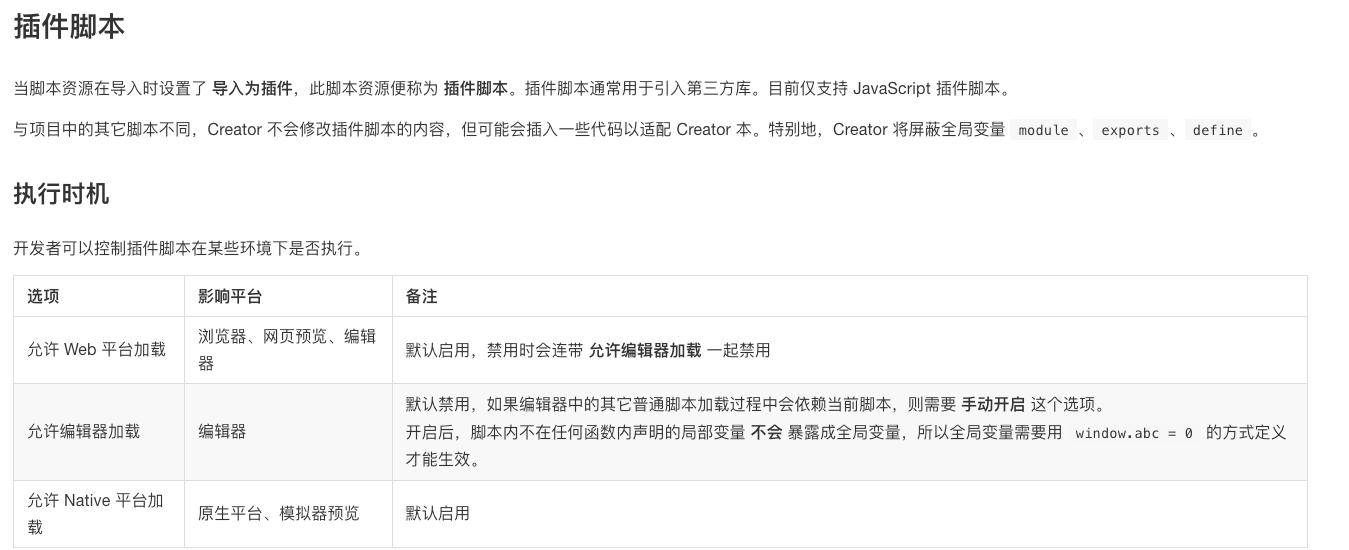 插件脚本
当脚本资源在导入时设置了 导入为插件，此脚本资源便称为 插件脚本。插件脚本通常用于引入第三方库。目前仅支持 JavaScript 插件脚本。
与项目中的其它脚本不同，Creator 不会修改插件脚本的内容，但可能会插入一些代码以适配 Creator 本。特别地，Creator 将屏蔽全局变量 module 、 exports 、 define 。
执行时机
开发者可以控制插件脚本在某些环境下是否执行。
选项 影响平台 备注
允许 Web 平台加载 浏览器、网页预览、编辑
器
默认启用，禁用时会连带 允许编辑器加载 一起禁用
允许编辑器加载 编辑器
默认禁用，如果编辑器中的其它普通脚本加载过程中会依赖当前脚本，则需要 手动开启 这个选项。
开启后，脚本内不在任何函数内声明的局部变量 不会 暴露成全局变量，所以全局变量需要用 window.abc = 0 的方式定义
才能生效。
允许 Native 平台加
载
原生平台、模拟器预览 默认启用